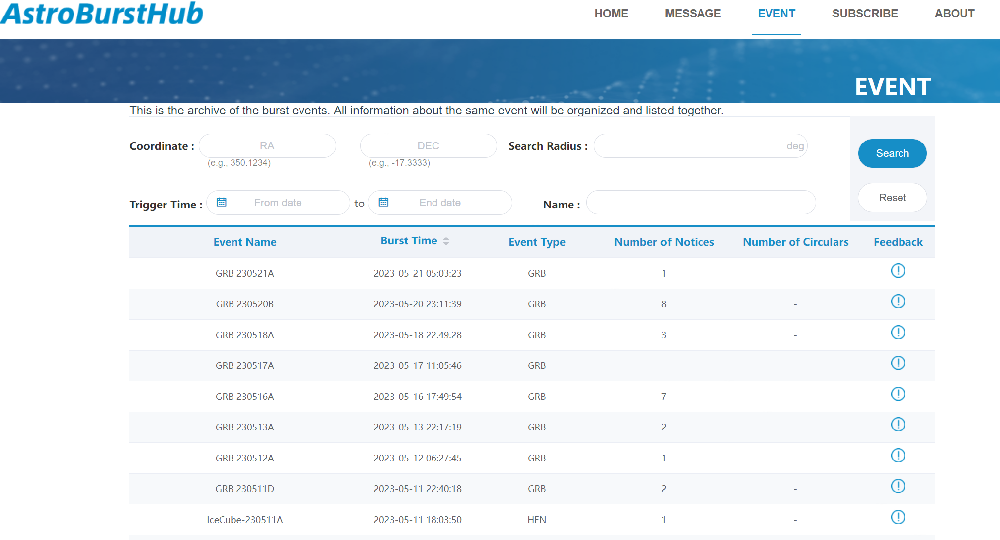 AstroBurstHub
HOME MESSAGE EVENT SUBSCRIBE ABOUT
EVENT
This is the archive of the burst events. All information about the same event will be organized and listed together.
Coordinate : RA DEC Search Radius : deg
(e.g., 350.1234) (e.g., -17.3333)
Search
Trigger Time : From date to End date Name :
Reset
Event Name Burst Time Event Type Number of Notices Number of Circulars Feedback
GRB 230521A 2023-05-21 05:03:23 GRB 1 -
GRB 230520B 2023-05-20 23:11:39 GRB 8 -
GRB 230518A 2023-05-18 22:49:28 GRB 3 -
GRB 230517A 2023-05-17 11:05:46 GRB - -
GRB 230516A 2023 05 16 17:49:54 GRB 7
GRB 230513A 2023-05-13 22:17:19 GRB 2 -
GRB 230512A 2023-05-12 06:27:45 GRB 1 -
GRB 230511D 2023-05-11 22:40:18 GRB 2 -
IceCube-230511A 2023-05-11 18:03:50 HEN 1 -